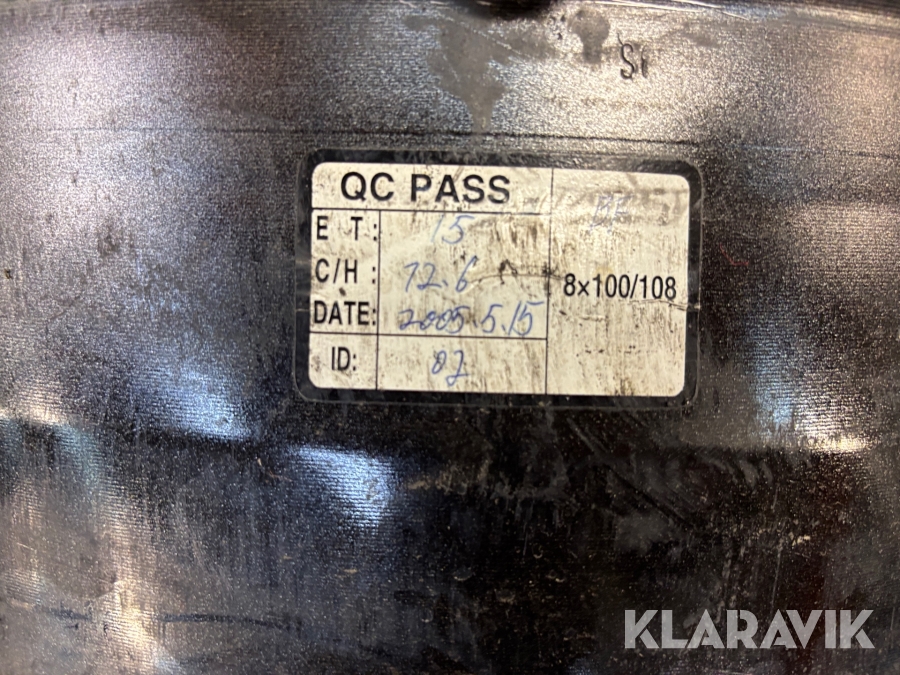 QC PASS
E T: 15
C/H: 72.6
8×100/108
DATE: 2005 5.15
ID: 02
KLARAVIK